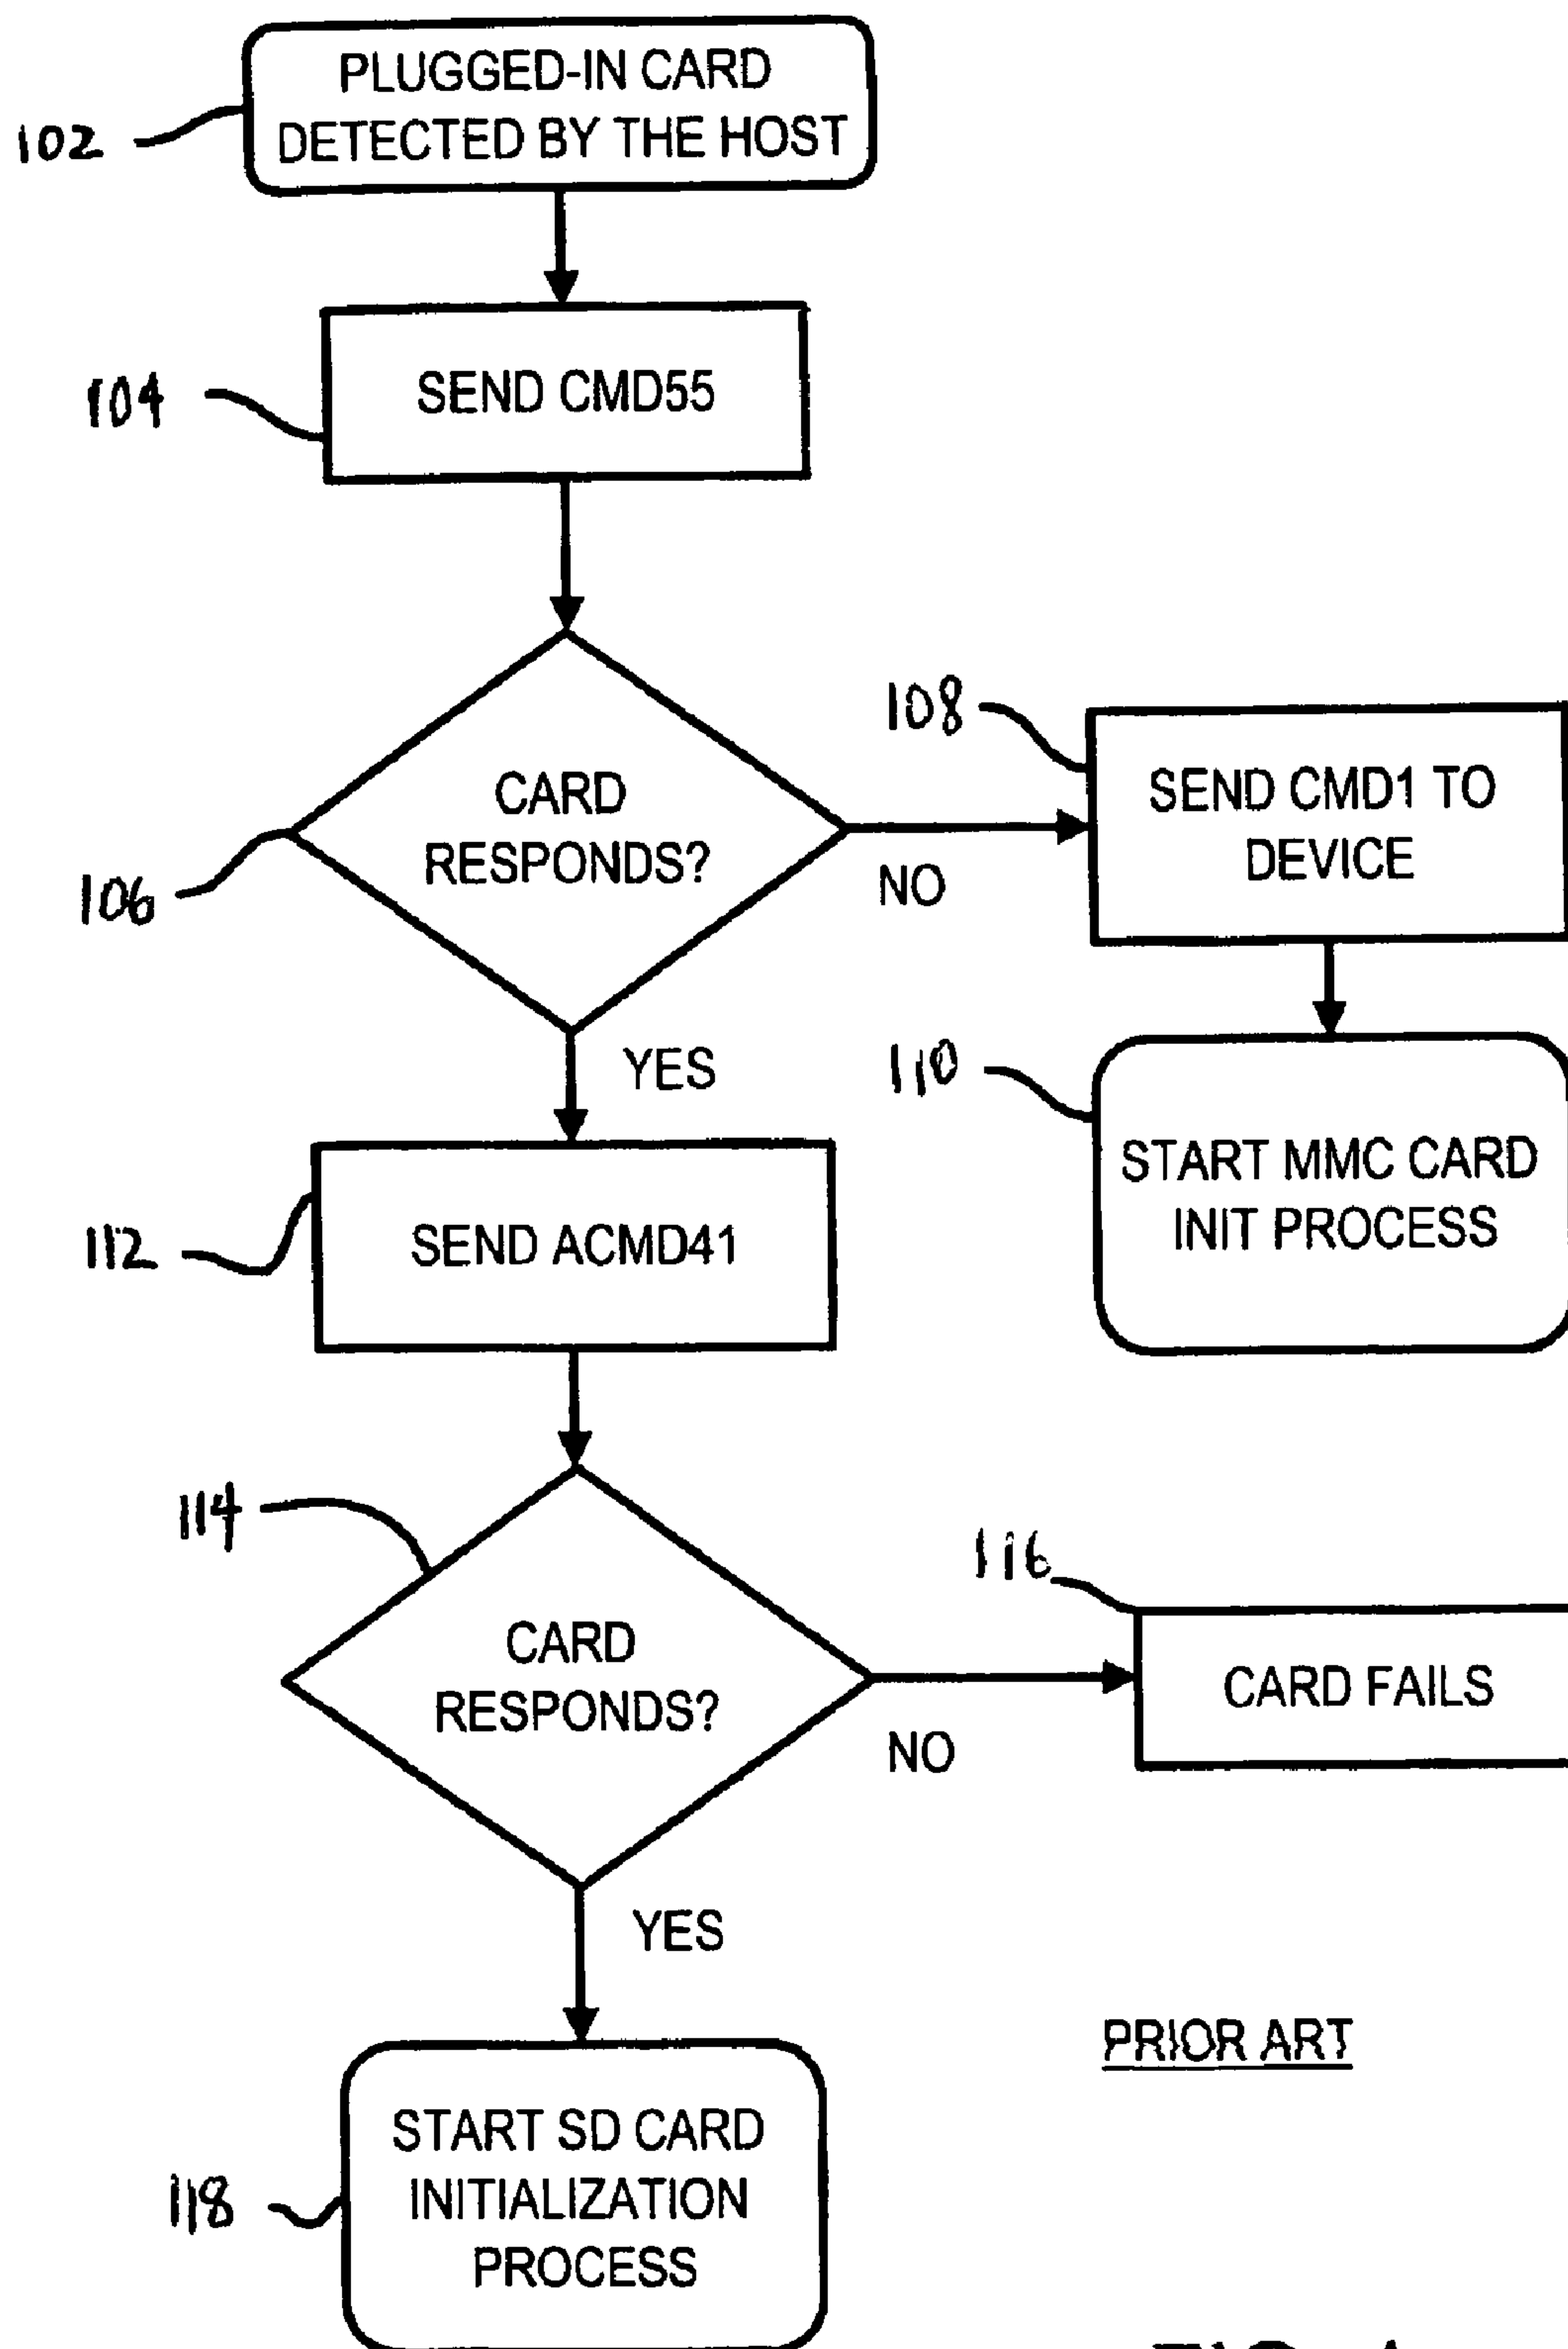 PLUGGED-IN CARD
DETECTED BY THE HOST
102
SEND CMD55
104
CARD
RESPONDS?
106
NO
108
SEND CMD1 TO
DEVICE
YES
110
START MMC CARD
INIT PROCESS
SEND ACMD41
112
114
CARD
RESPONDS?
NO
116
CARD FAILS
YES
PRIOR ART
START SD CARD
INITIALIZATION
PROCESS
118